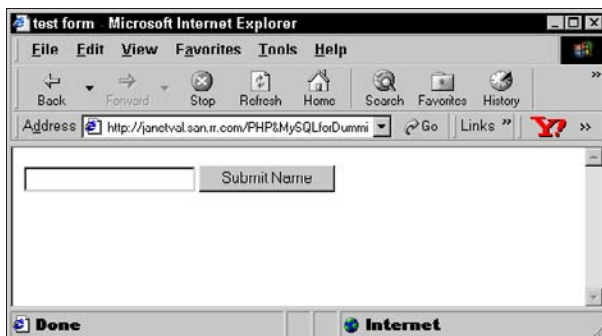 test form - Microsoft Internet Explorer
File Edit View Favorites Tools Help
Back Forward Stop Refresh Home Search Favorites History »
Address http://janetval.san.rr.com/PHP&MySQLforDummi Go Links » Y? »
Submit Name
Done Internet